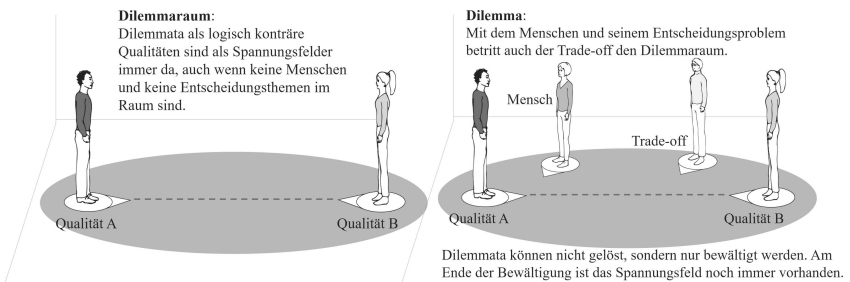 Dilemmaraum:
Dilemmata als logisch konträre
Qualitäten sind als Spannungsfelder
immer da, auch wenn keine Menschen
und keine Entscheidungsthemen im
Raum sind.
Qualität A
Qualität B
Dilemma:
Mit dem Menschen und seinem Entscheidungsproblem
betritt auch der Trade-off den Dilemmaraum.
Mensch
Trade-off
Qualität A
Qualität B
Dilemmata können nicht gelöst, sondern nur bewältigt werden. Am
Ende der Bewältigung ist das Spannungsfeld noch immer vorhanden.